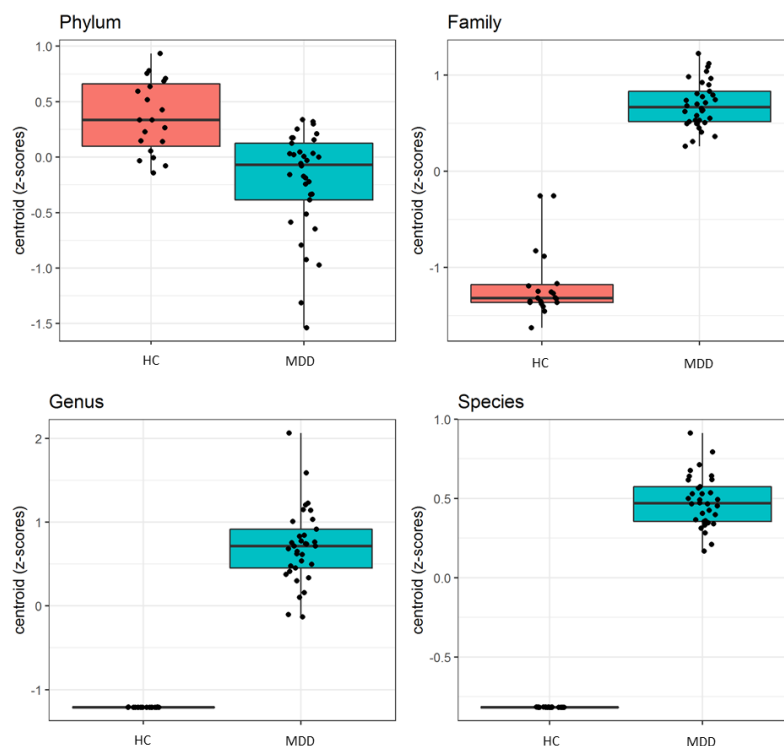 Phylum
centroid (z-scores)
1.0
0.5
0.0
-0.5
-1.0
-1.5
HC
MDD
Family
centroid (z-scores)
1
0
-1
HC
MDD
Genus
centroid (z-scores)
2
1
0
-1
HC
MDD
Species
centroid (z-scores)
1.0
0.5
0.0
-0.5
HC
MDD